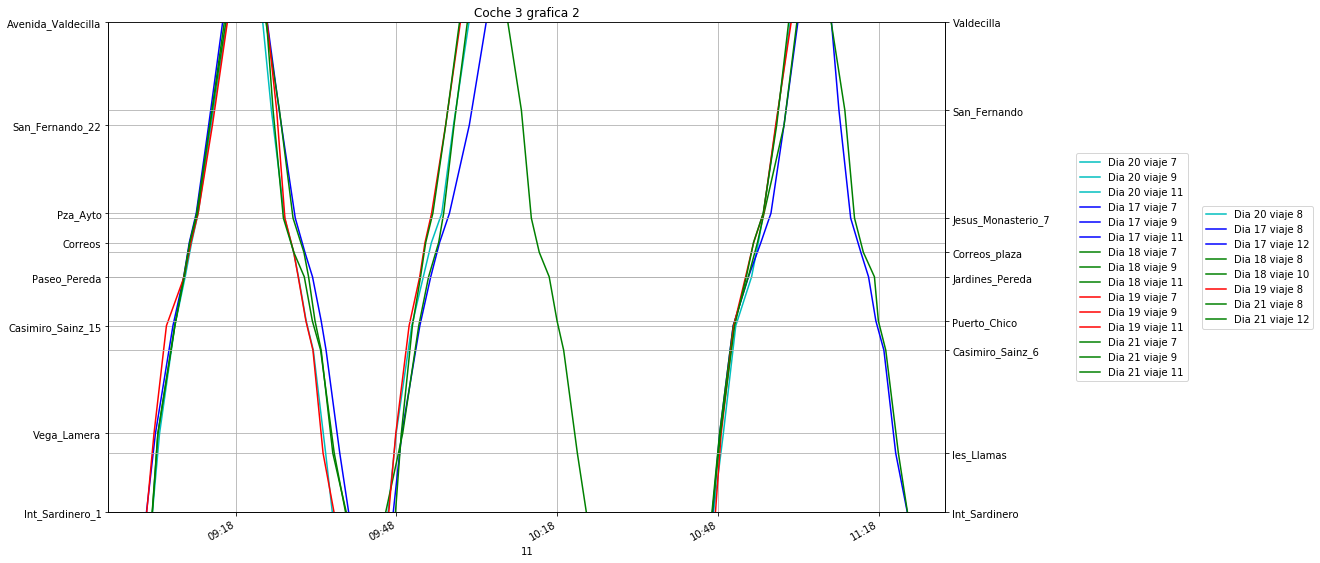 Coche 3 grafica 2
Avenida_Valdecilla
San_Fernando_22
Pza_Ayto
Correos
Paseo_Pereda
Casimiro_Sainz_15
Vega_Lamera
Int_Sardinero_1
Valdecilla
San_Fernando
Jesus_Monasterio_7
Correos_plaza
Jardines_Pereda
Puerto_Chico
Casimiro_Sainz_6
Ies_Llamas
Int_Sardinero
09:18
09:48
10:18
10:48
11:18
11
Dia 20 viaje 7
Dia 20 viaje 9
Dia 20 viaje 11
Dia 17 viaje 7
Dia 17 viaje 9
Dia 17 viaje 11
Dia 18 viaje 7
Dia 18 viaje 9
Dia 18 viaje 11
Dia 19 viaje 7
Dia 19 viaje 9
Dia 19 viaje 11
Dia 21 viaje 7
Dia 21 viaje 9
Dia 21 viaje 11
Dia 20 viaje 8
Dia 17 viaje 8
Dia 17 viaje 12
Dia 18 viaje 8
Dia 18 viaje 10
Dia 19 viaje 8
Dia 21 viaje 8
Dia 21 viaje 12